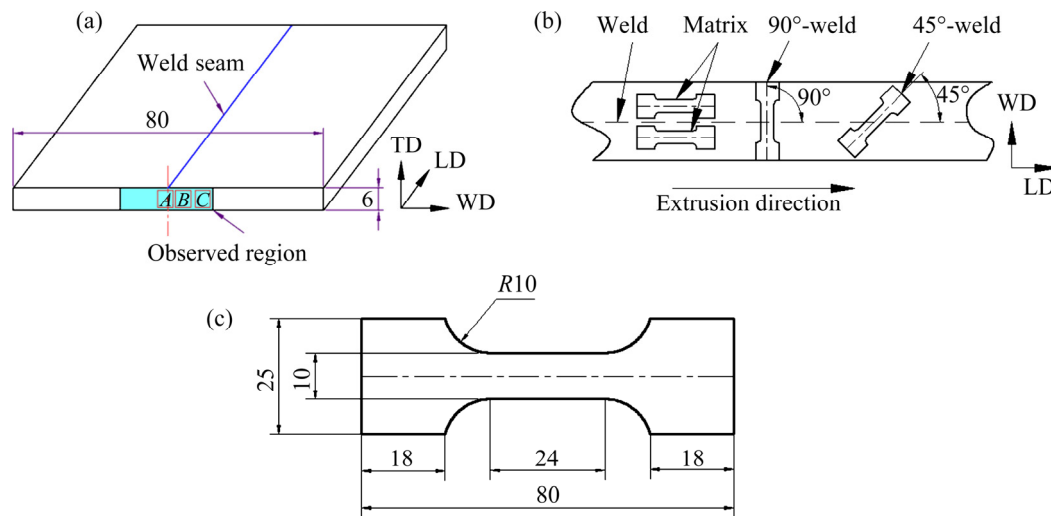 (a)
Weld seam
80
TD
LD
WD
6
A B C
Observed region
(b)
Weld
Matrix
90°-weld
45°-weld
90°
45°
WD
LD
Extrusion direction
(c)
R10
25
10
18
24
18
80